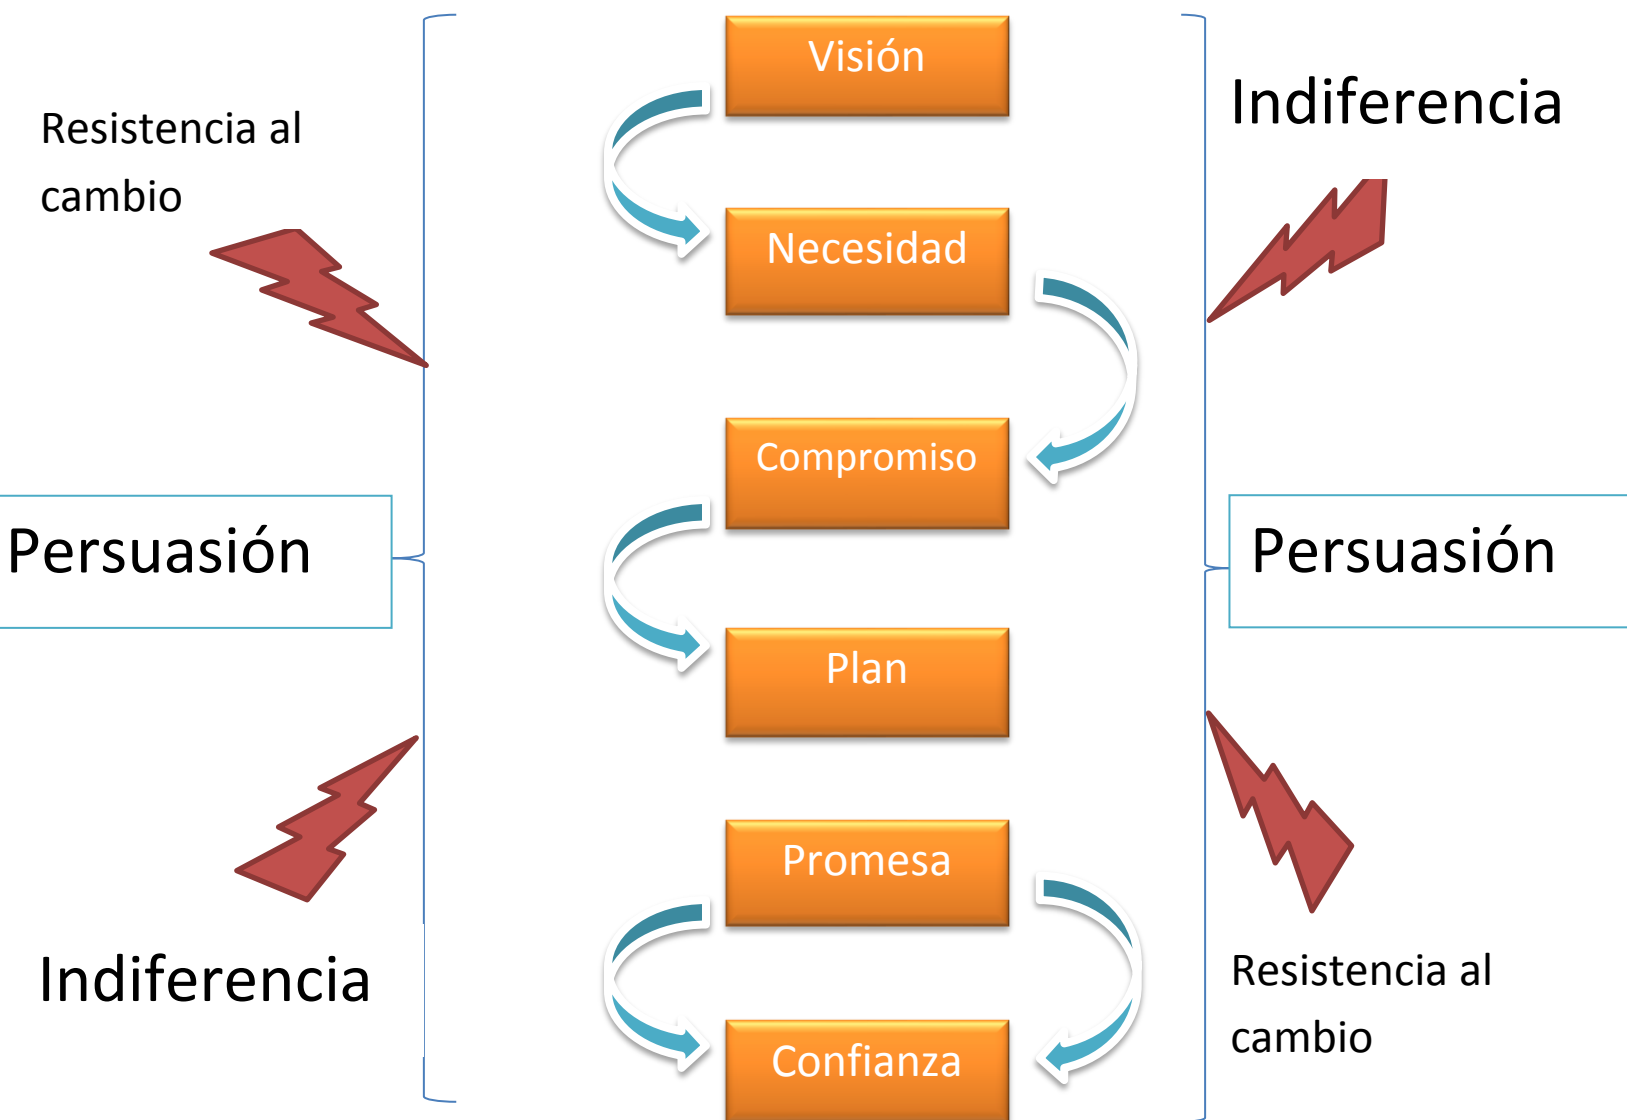 Visión
Indiferencia
Resistencia al
cambio
Necesidad
Compromiso
Persuasión
Persuasión
Plan
Promesa
Indiferencia
Resistencia al
cambio
Confianza